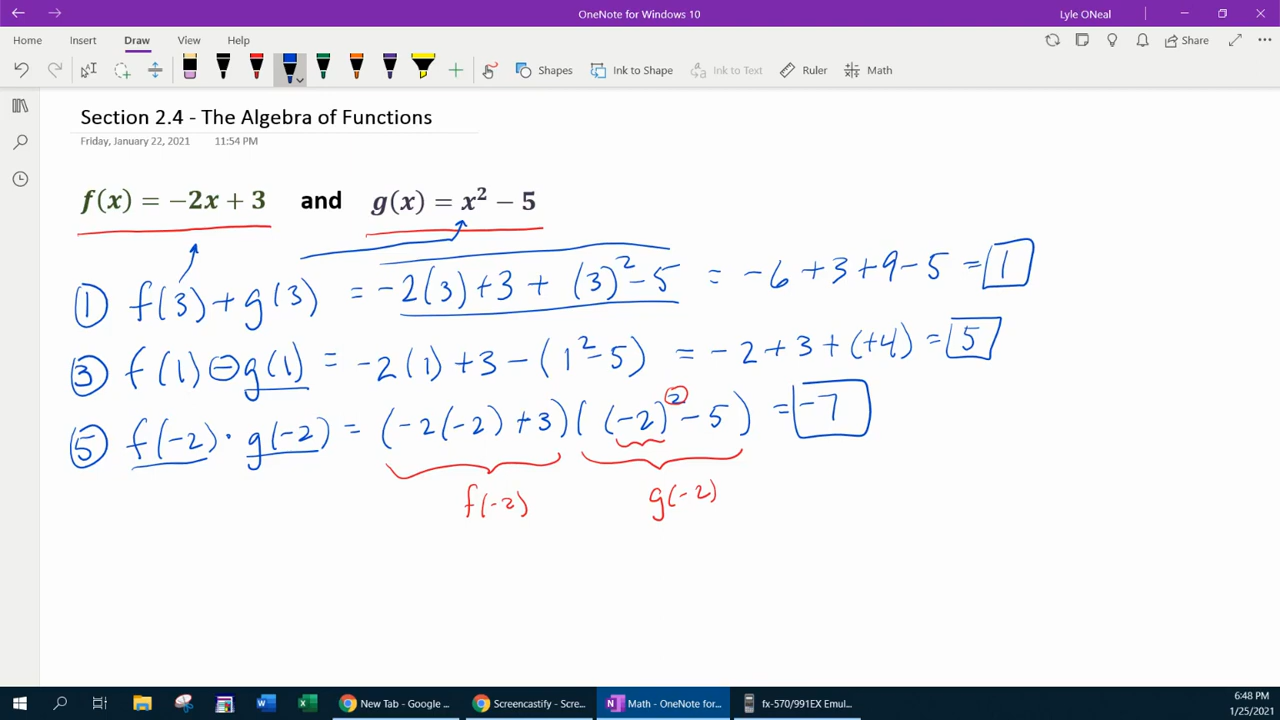 OneNote for Windows 10
Lyle ONeal
Home Insert Draw View Help
Share
Shapes Ink to Shape Ink to Text Ruler Math
Section 2.4 - The Algebra of Functions
Friday, January 22, 2021 11:54 PM
f(x) = −2x + 3 and g(x) = x² − 5
① f(3) + g(3) = -2(3)+3 + (3)² - 5 = -6 + 3 + 9 - 5 = 1
③ f(1) - g(1) = -2(1) + 3 - (1² - 5) = -2 + 3 + (+4) = 5
⑤ f(-2) · g(-2) = (-2(-2) + 3)((-2)² - 5) = -7
f(-2) g(-2)
New Tab - Google ... Screencastify - Scre... Math - OneNote for... fx-570/991EX Emul...
6:48 PM
1/25/2021